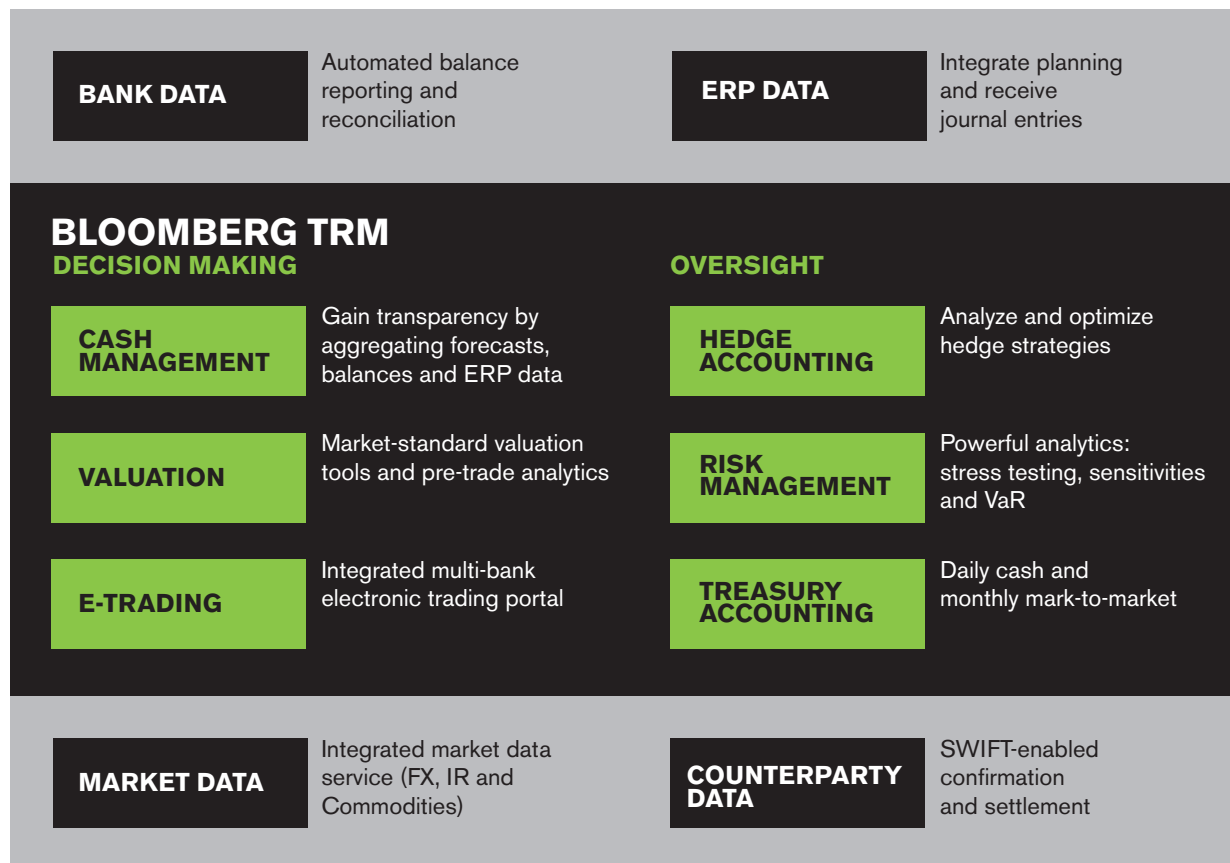 BANK DATA
Automated balance
reporting and
reconciliation
ERP DATA
Integrate planning
and receive
journal entries
BLOOMBERG TRM
DECISION MAKING
CASH
MANAGEMENT
Gain transparency by
aggregating forecasts,
balances and ERP data
VALUATION
Market-standard valuation
tools and pre-trade analytics
E-TRADING
Integrated multi-bank
electronic trading portal
OVERSIGHT
HEDGE
ACCOUNTING
Analyze and optimize
hedge strategies
RISK
MANAGEMENT
Powerful analytics:
stress testing, sensitivities
and VaR
TREASURY
ACCOUNTING
Daily cash and
monthly mark-to-market
MARKET DATA
Integrated market data
service (FX, IR and
Commodities)
COUNTERPARTY
DATA
SWIFT-enabled
confirmation
and settlement